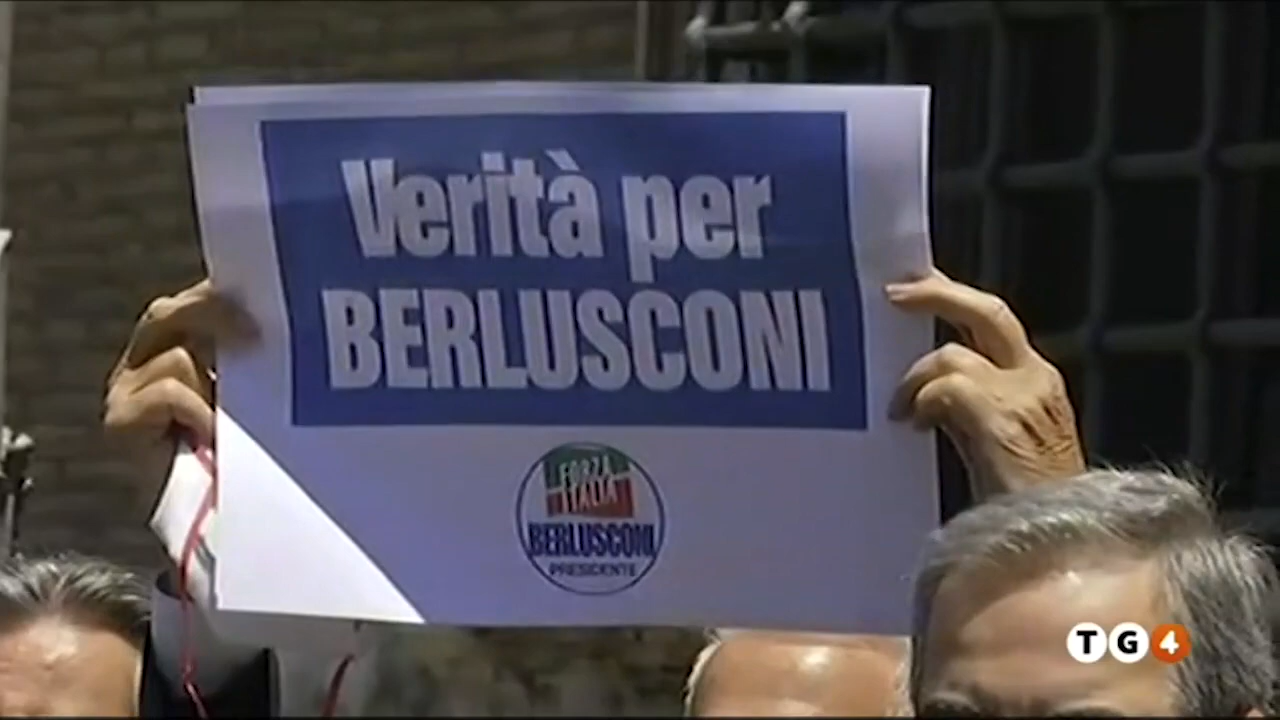 Verità per
BERLUSCONI
FORZA
ITALIA
BERLUSCONI
PRESIDENTE
TG4